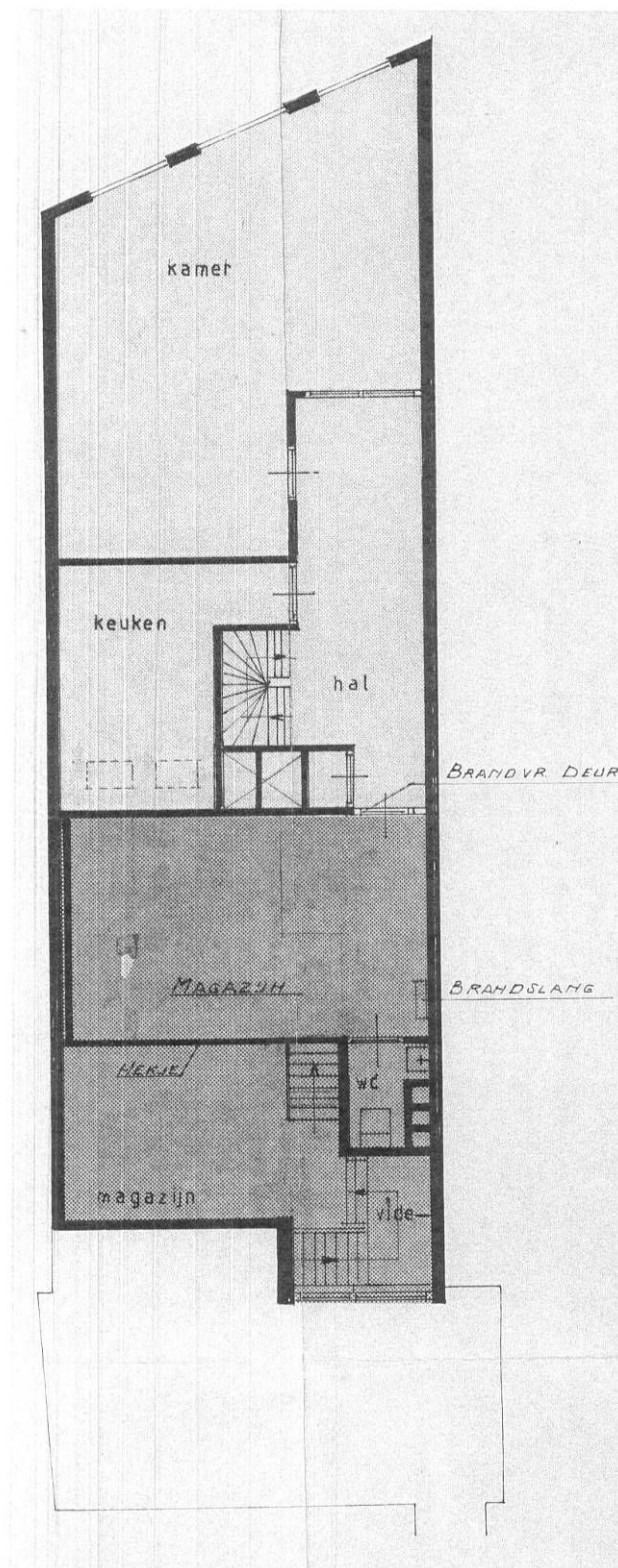 kamer
keuken
hal
BRANDVR DEUR
MAGAZIJN
BRANDSLANG
HEKJE
wc
magazijn
vide